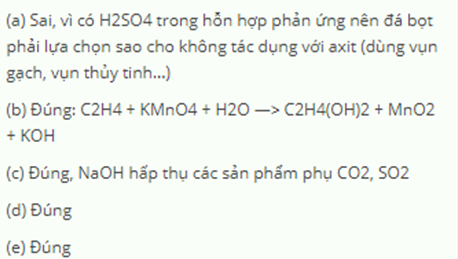 (a) Sai, vì có H2SO4 trong hỗn hợp phản ứng nên đá bọt
phải lựa chọn sao cho không tác dụng với axit (dùng vụn
gạch, vụn thủy tinh...)
(b) Đúng: C2H4 + KMnO4 + H2O —> C2H4(OH)2 + MnO2
+ KOH
(c) Đúng, NaOH hấp thụ các sản phẩm phụ CO2, SO2
(d) Đúng
(e) Đúng